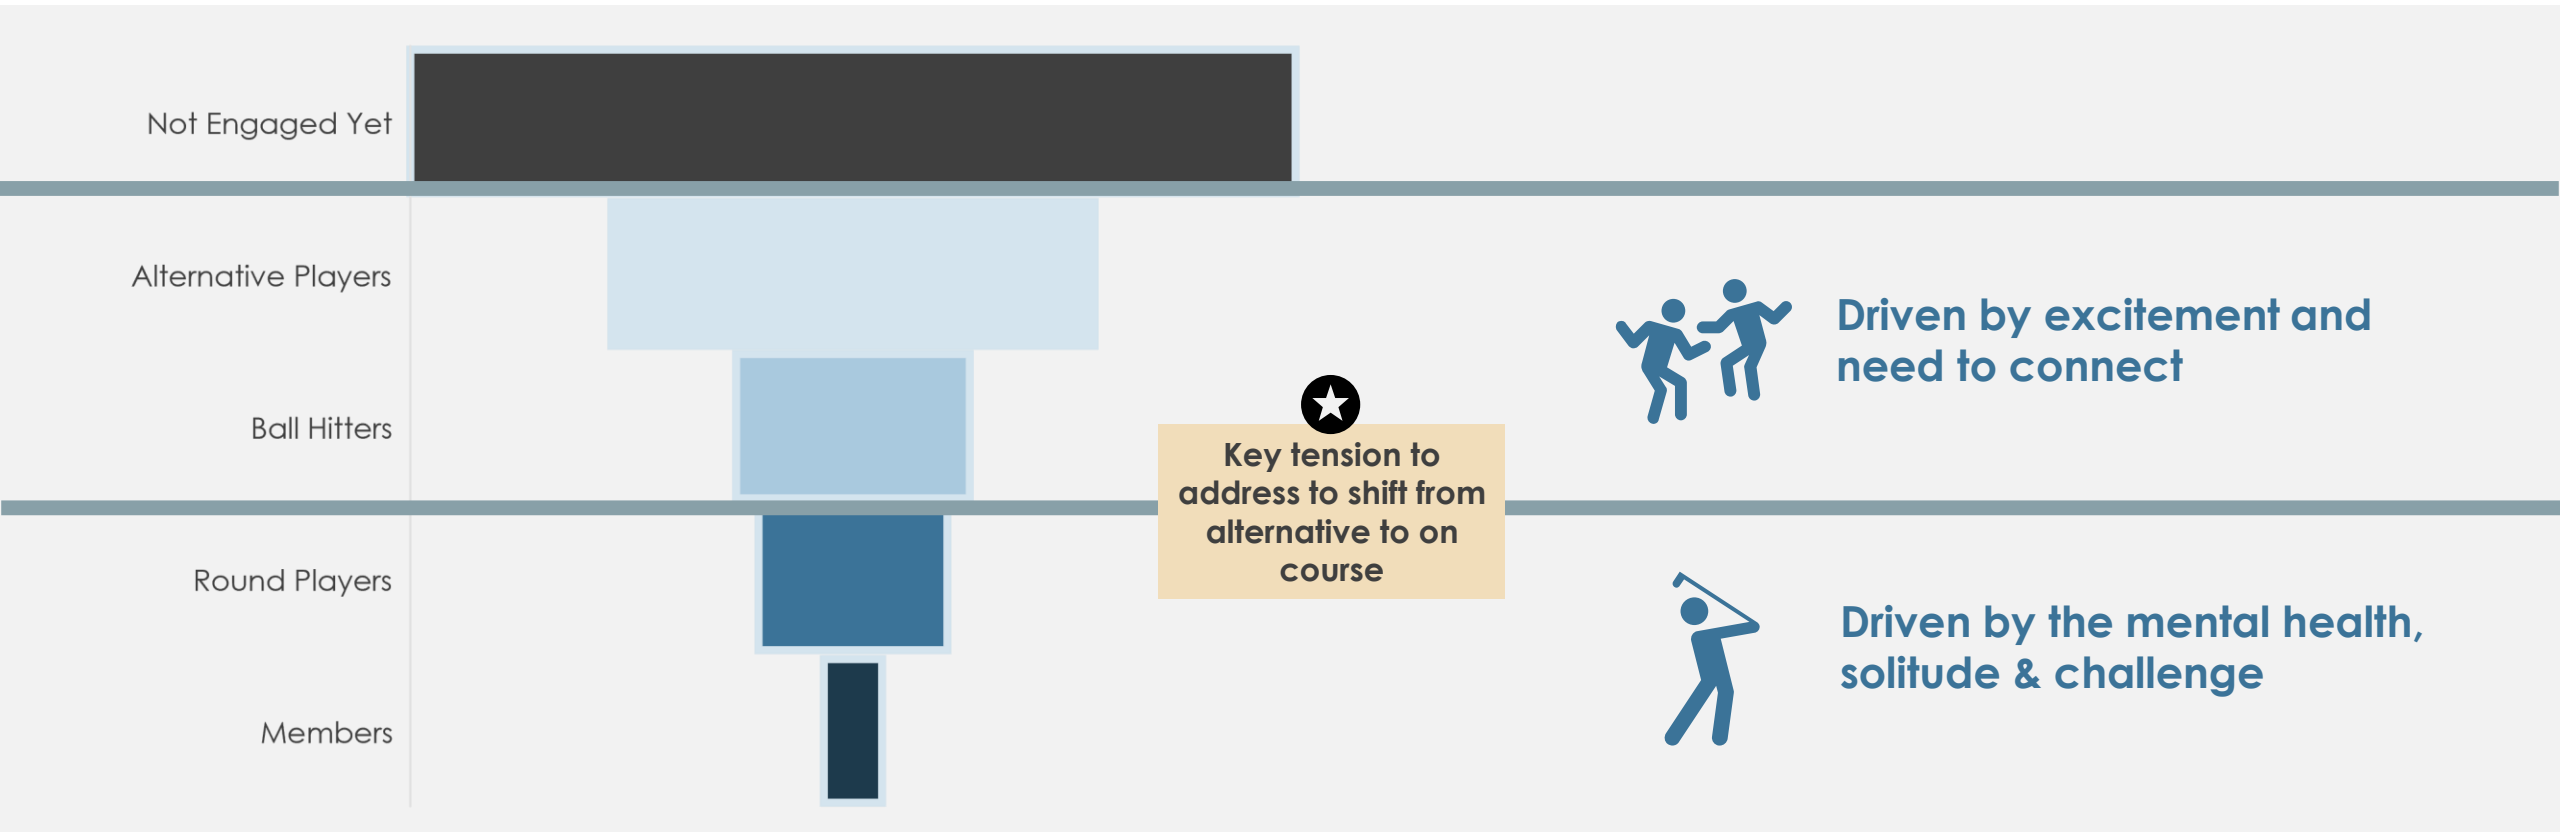 Not Engaged Yet
Alternative Players
Driven by excitement and
need to connect
Ball Hitters
Key tension to
address to shift from
alternative to on
course
Round Players
Driven by the mental health,
solitude & challenge
Members